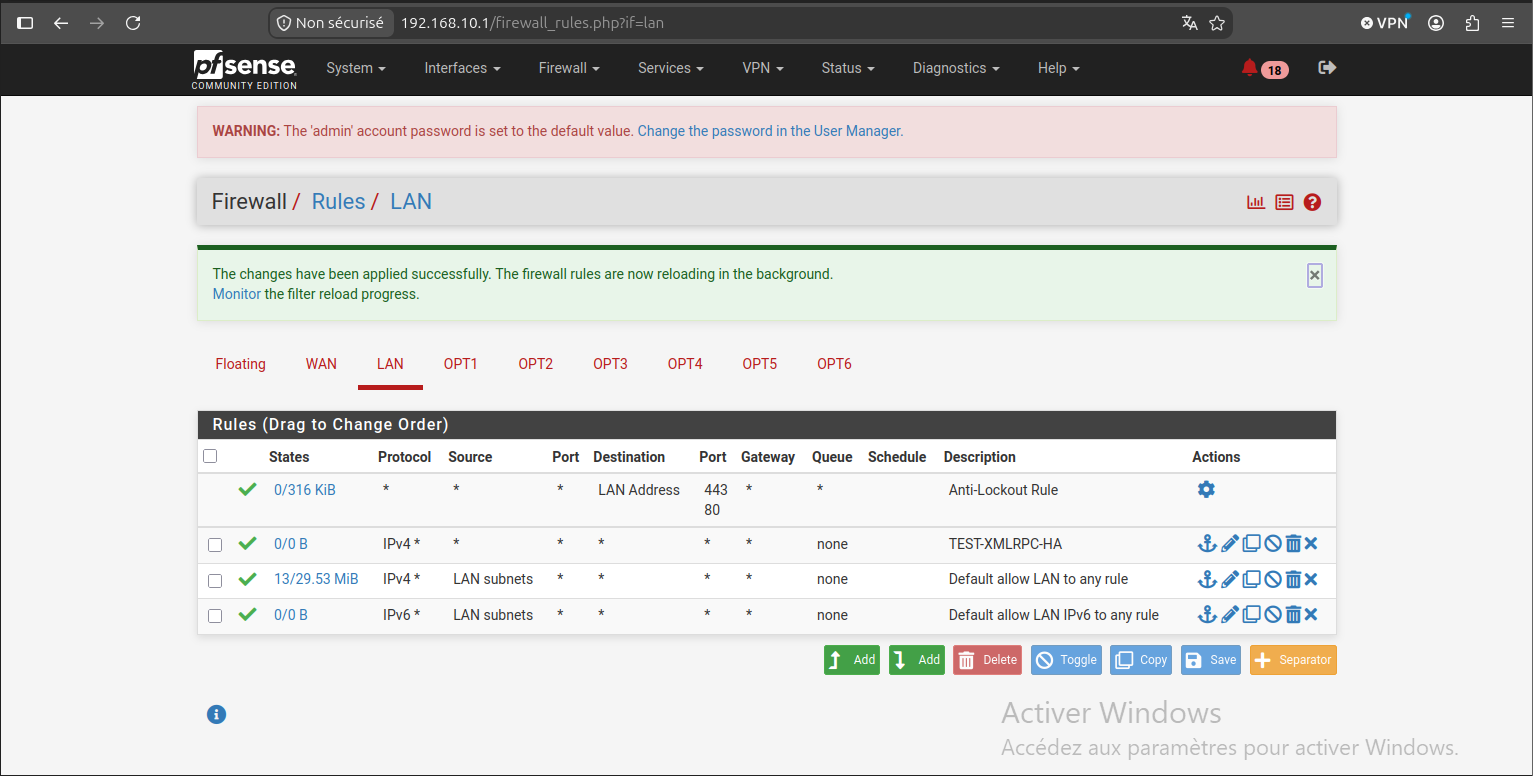 Non sécurisé 192.168.10.1/firewall_rules.php?if=lan VPN
pfsense
COMMUNITY EDITION
System Interfaces Firewall Services VPN Status Diagnostics Help 18
WARNING: The 'admin' account password is set to the default value. Change the password in the User Manager.
Firewall / Rules / LAN
The changes have been applied successfully. The firewall rules are now reloading in the background.
Monitor the filter reload progress.
Floating WAN LAN OPT1 OPT2 OPT3 OPT4 OPT5 OPT6
Rules (Drag to Change Order)
States Protocol Source Port Destination Port Gateway Queue Schedule Description Actions
0/316 KiB * * * LAN Address 443 * * Anti-Lockout Rule
80
0/0 B IPv4 * * * * * * none TEST-XMLRPC-HA
13/29.53 MiB IPv4 * LAN subnets * * * * none Default allow LAN to any rule
0/0 B IPv6 * LAN subnets * * * * none Default allow LAN IPv6 to any rule
Add Add Delete Toggle Copy Save Separator
Activer Windows
Accédez aux paramètres pour activer Windows.